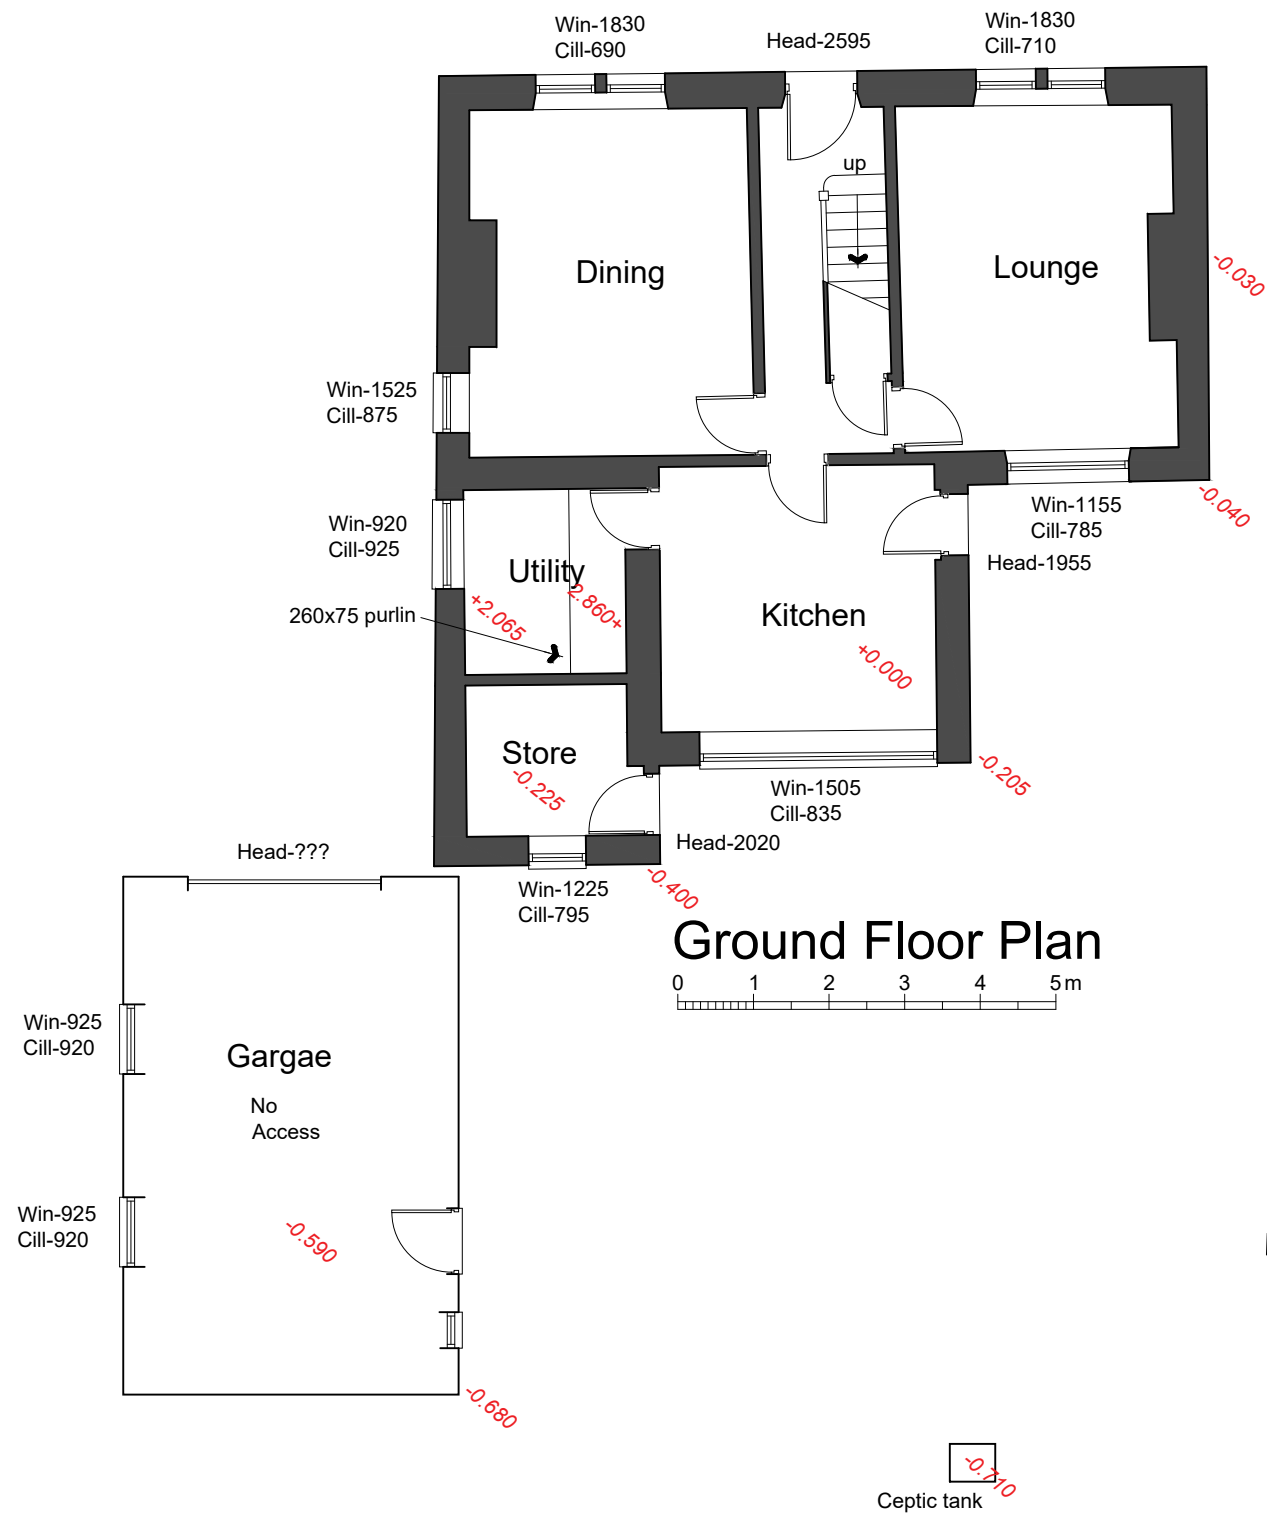 Win-1830
Cill-690
Head-2595
Win-1830
Cill-710
up
Dining
Lounge
-0.030
Win-1525
Cill-875
-0.040
Win-920
Cill-925
Win-1155
Cill-785
Head-1955
Utility
+2.065
2.860+
260x75 purlin
Kitchen
+0.000
Store
-0.225
-0.205
Win-1505
Cill-835
Head-2020
Head-???
-0.400
Win-1225
Cill-795
Ground Floor Plan
0 1 2 3 4 5m
Win-925
Cill-920
Gargae
No
Access
Win-925
Cill-920
-0.590
-0.680
-0.710
Ceptic tank